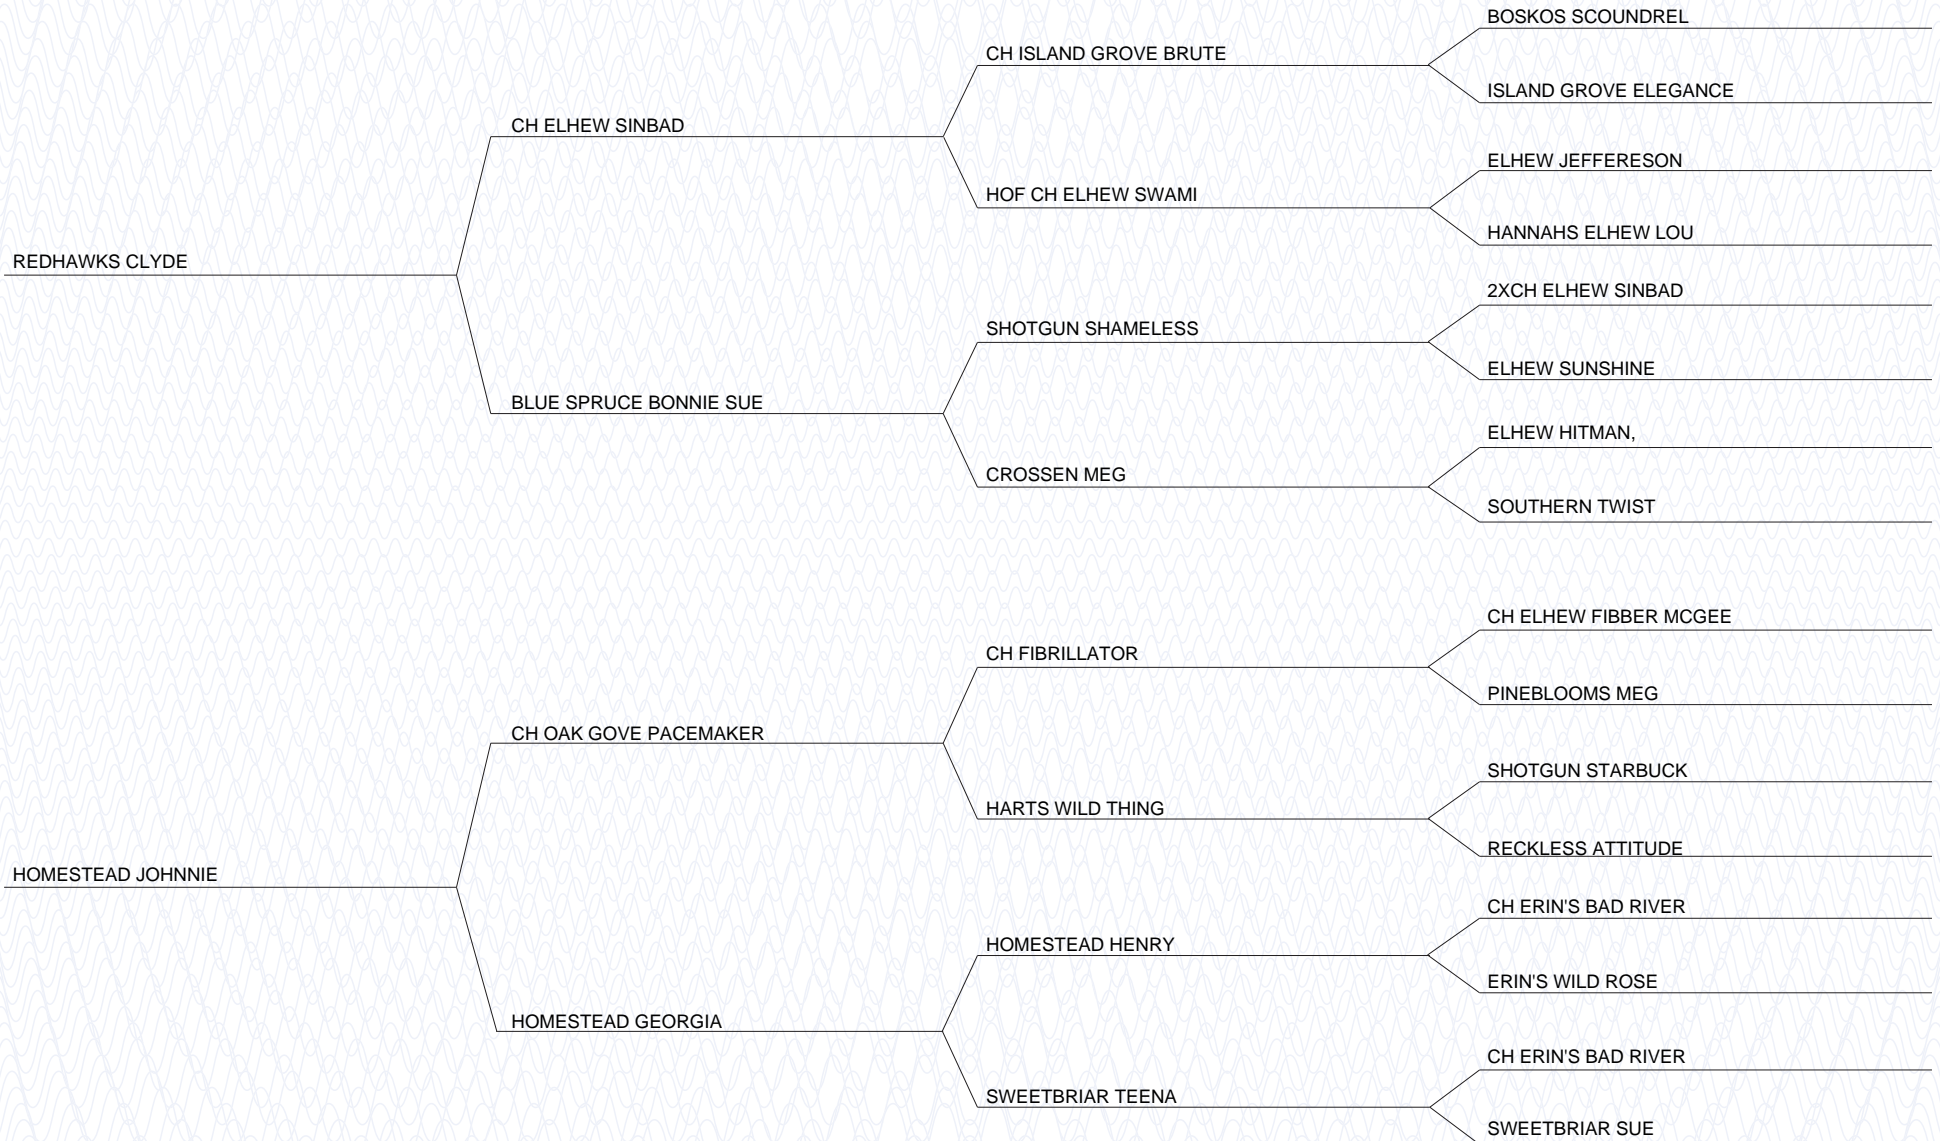 BOSKOS SCOUNDREL
CH ISLAND GROVE BRUTE
ISLAND GROVE ELEGANCE
CH ELHEW SINBAD
ELHEW JEFFERESON
HOF CH ELHEW SWAMI
HANNAHS ELHEW LOU
REDHAWKS CLYDE
2XCH ELHEW SINBAD
SHOTGUN SHAMELESS
ELHEW SUNSHINE
BLUE SPRUCE BONNIE SUE
ELHEW HITMAN,
CROSSEN MEG
SOUTHERN TWIST
CH ELHEW FIBBER MCGEE
CH FIBRILLATOR
PINEBLOOMS MEG
CH OAK GOVE PACEMAKER
SHOTGUN STARBUCK
HARTS WILD THING
RECKLESS ATTITUDE
HOMESTEAD JOHNNIE
CH ERIN'S BAD RIVER
HOMESTEAD HENRY
ERIN'S WILD ROSE
HOMESTEAD GEORGIA
CH ERIN'S BAD RIVER
SWEETBRIAR TEENA
SWEETBRIAR SUE